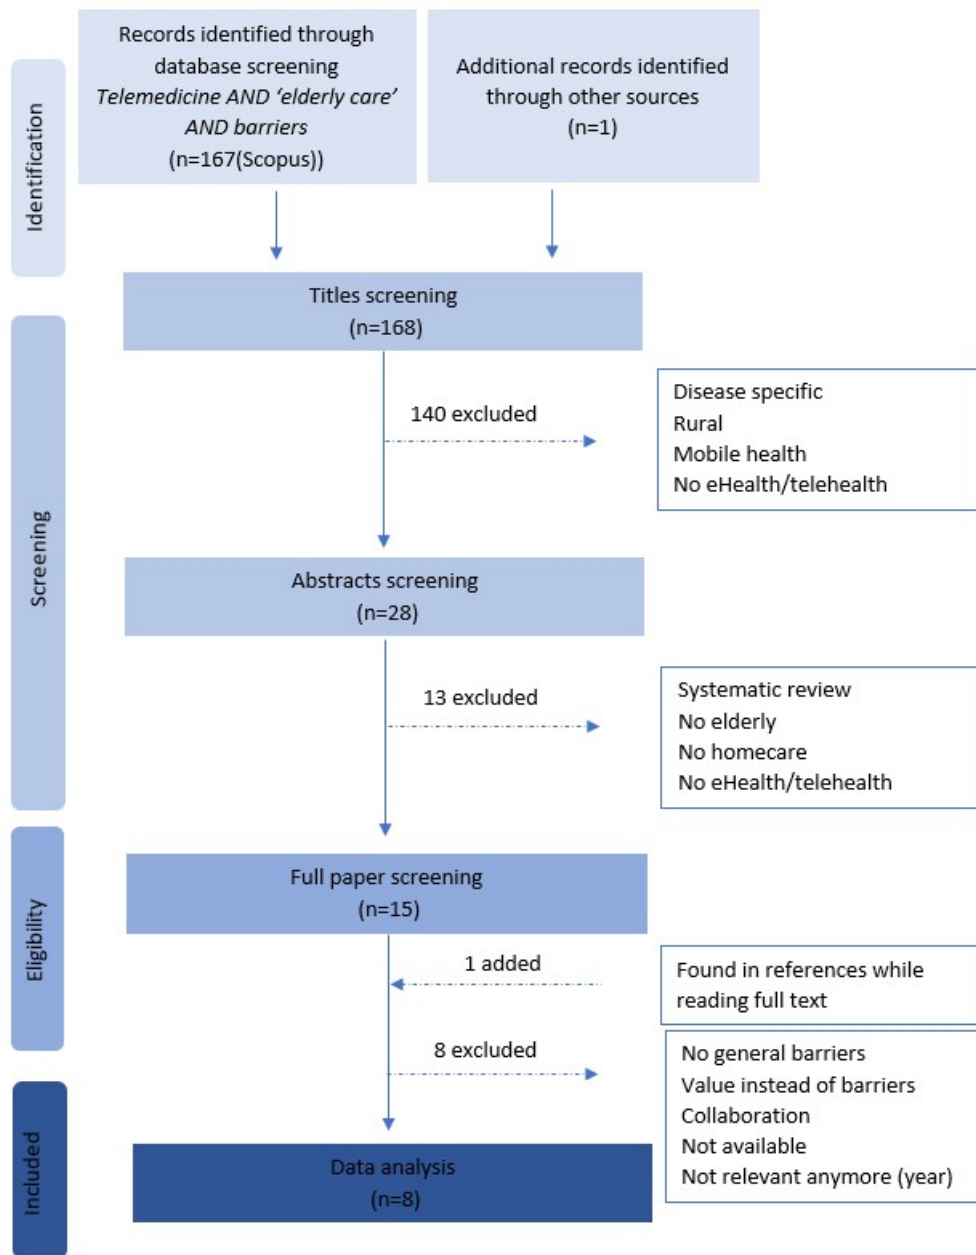 Identification
Records identified through
database screening
Telemedicine AND ‘elderly care’
AND barriers
(n=167(Scopus))
Additional records identified
through other sources
(n=1)
Screening
Titles screening
(n=168)
140 excluded
Disease specific
Rural
Mobile health
No eHealth/telehealth
Abstracts screening
(n=28)
13 excluded
Systematic review
No elderly
No homecare
No eHealth/telehealth
Eligibility
Full paper screening
(n=15)
1 added
Found in references while
reading full text
8 excluded
No general barriers
Value instead of barriers
Collaboration
Not available
Not relevant anymore (year)
Included
Data analysis
(n=8)